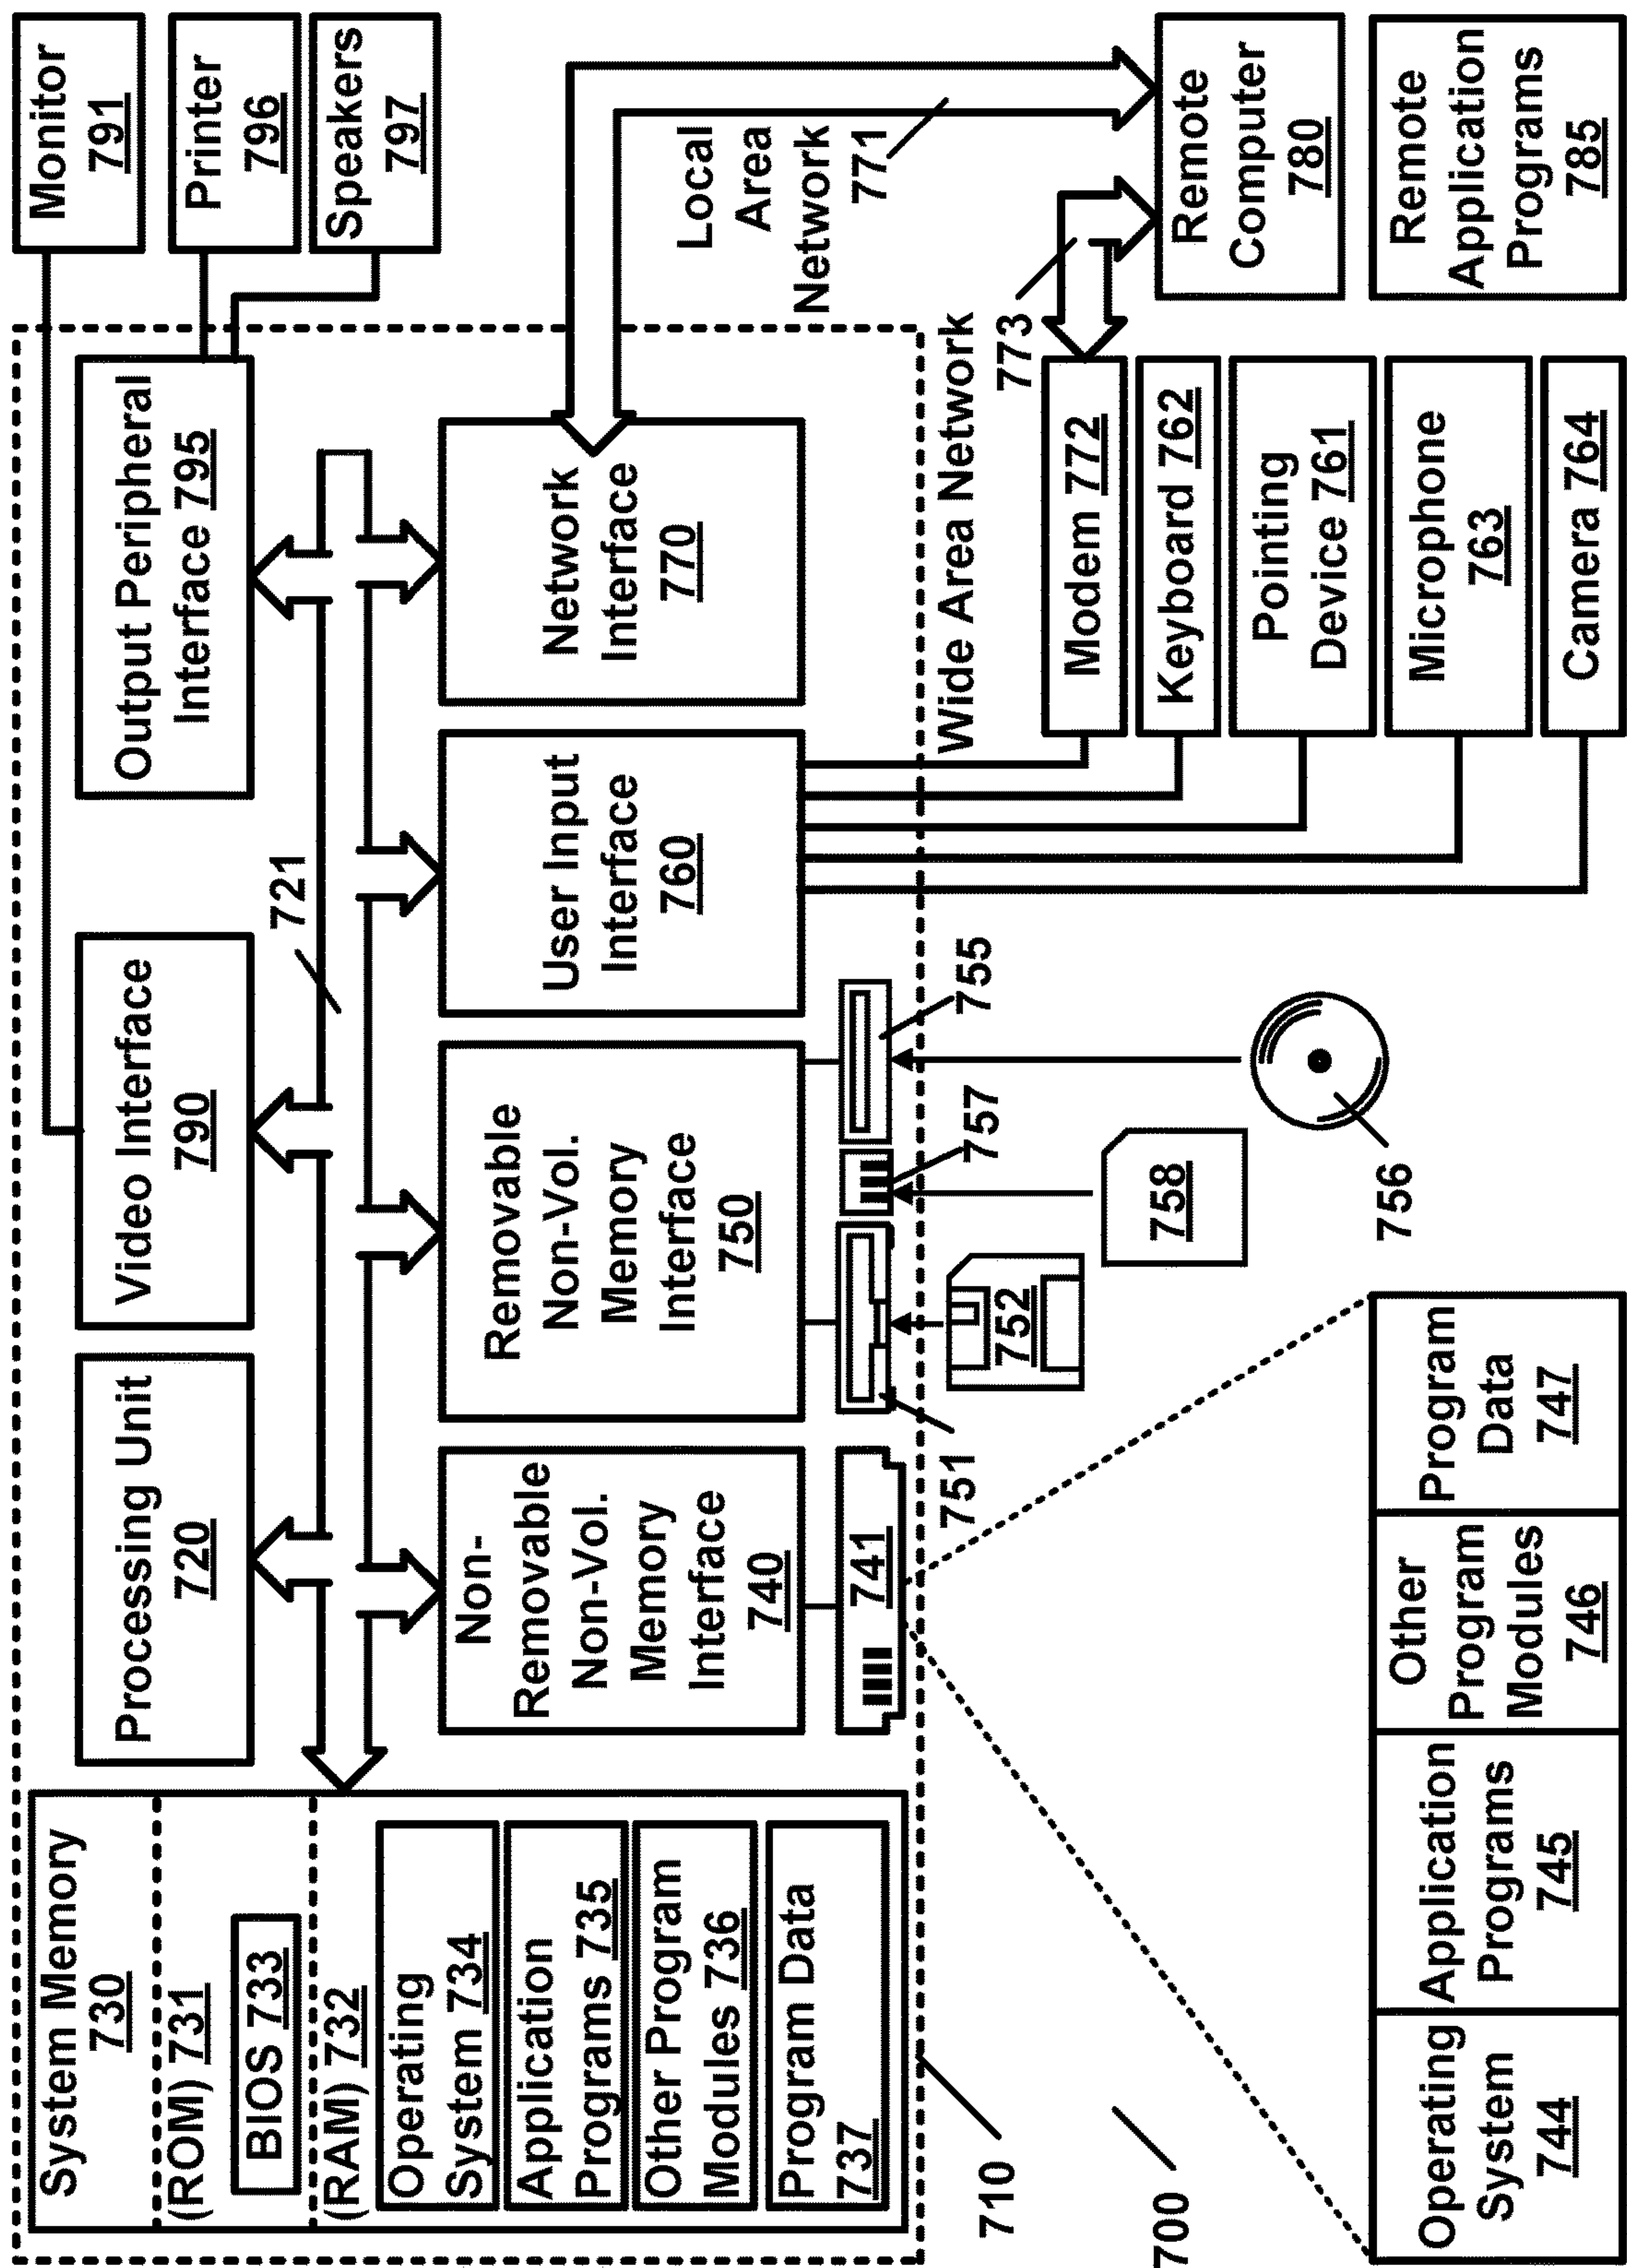 System Memory
730
(ROM) 731
BIOS 733
(RAM) 732
Operating
System 734
Application
Programs 735
Other Program
Modules 736
Program Data
737
Processing Unit
720
Video Interface
790
Output Peripheral
Interface 795
Monitor
791
Printer
796
Speakers
797
721
Non-
Removable
Non-Vol.
Memory
Interface
740
Removable
Non-Vol.
Memory
Interface
750
User Input
Interface
760
Network
Interface
770
Local
Area
Network
771
741
751
757
755
752
758
756
710
700
Wide Area Network
773
Modem 772
Keyboard 762
Pointing
Device 761
Microphone
763
Camera 764
Remote
Computer
780
Remote
Application
Programs
785
Operating
System
744
Application
Programs
745
Other
Program
Modules
746
Program
Data
747